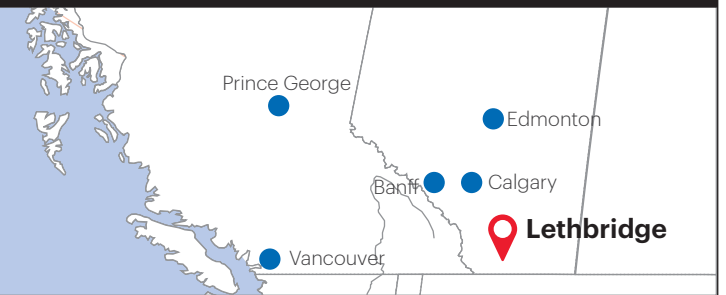 Prince George
Edmonton
Banff
Calgary
Lethbridge
Vancouver